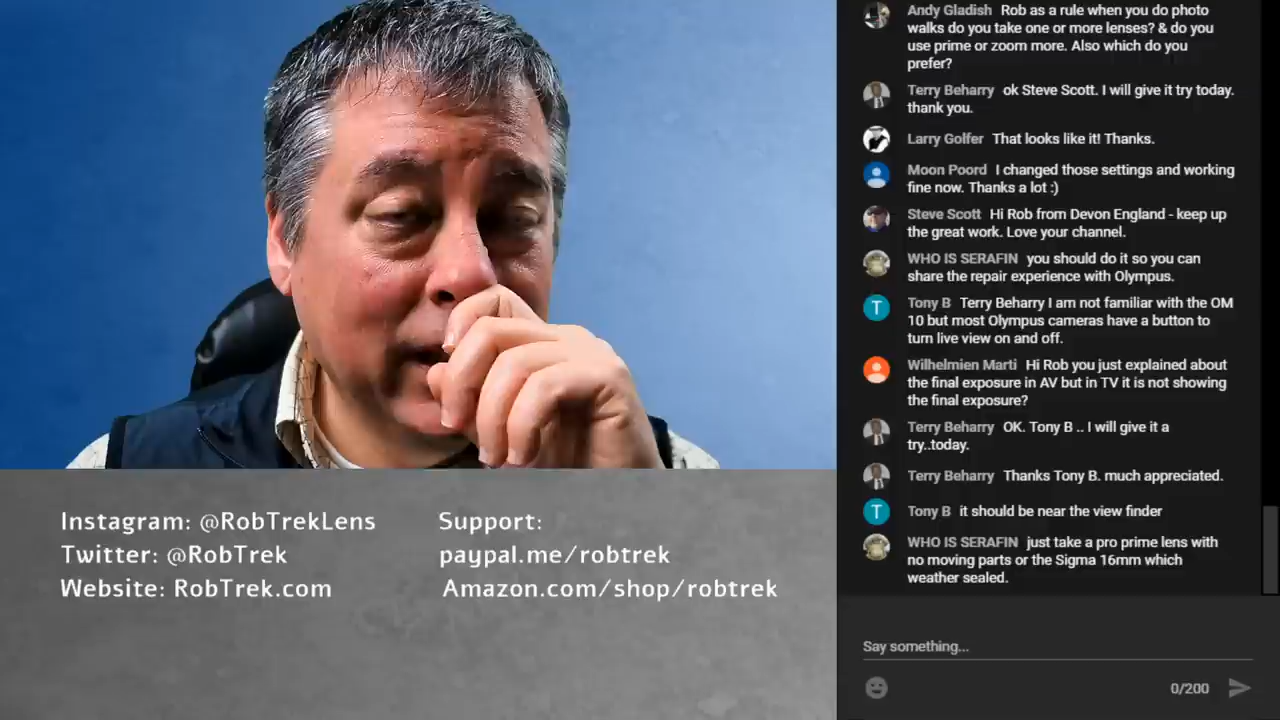 Instagram: @RobTrekLens
Twitter: @RobTrek
Website: RobTrek.com
Support:
paypal.me/robtrek
Amazon.com/shop/robtrek
Andy Gladish Rob as a rule when you do photo
walks do you take one or more lenses? & do you
use prime or zoom more. Also which do you
prefer?
Terry Beharry ok Steve Scott. I will give it try today.
thank you.
Larry Golfer That looks like it! Thanks.
Moon Poord I changed those settings and working
fine now. Thanks a lot :)
Steve Scott Hi Rob from Devon England - keep up
the great work. Love your channel.
WHO IS SERAFIN you should do it so you can
share the repair experience with Olympus.
T
Tony B Terry Beharry I am not familiar with the OM
10 but most Olympus cameras have a button to
turn live view on and off.
Wilhelmien Marti Hi Rob you just explained about
the final exposure in AV but in TV it is not showing
the final exposure?
Terry Beharry OK. Tony B .. I will give it a
try..today.
Terry Beharry Thanks Tony B. much appreciated.
T
Tony B it should be near the view finder
WHO IS SERAFIN just take a pro prime lens with
no moving parts or the Sigma 16mm which
weather sealed.
Say something...
0/200